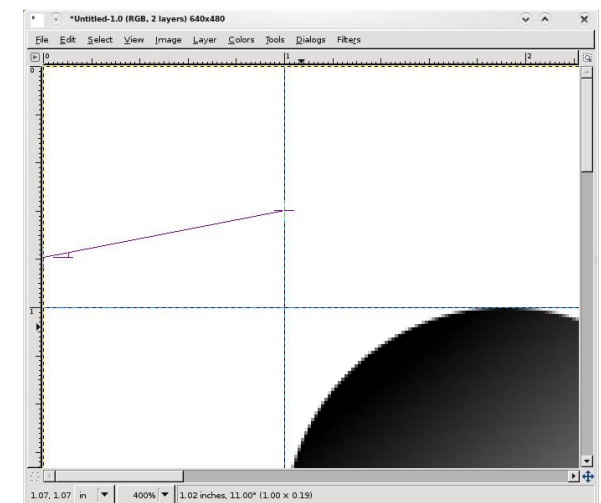 *Untitled-1.0 (RGB, 2 layers) 640x480
File Edit Select View Image Layer Colors Tools Dialogs Filters
0 1 2
0
1
1.07, 1.07 in 400% 1.02 inches, 11.00° (1.00 × 0.19)